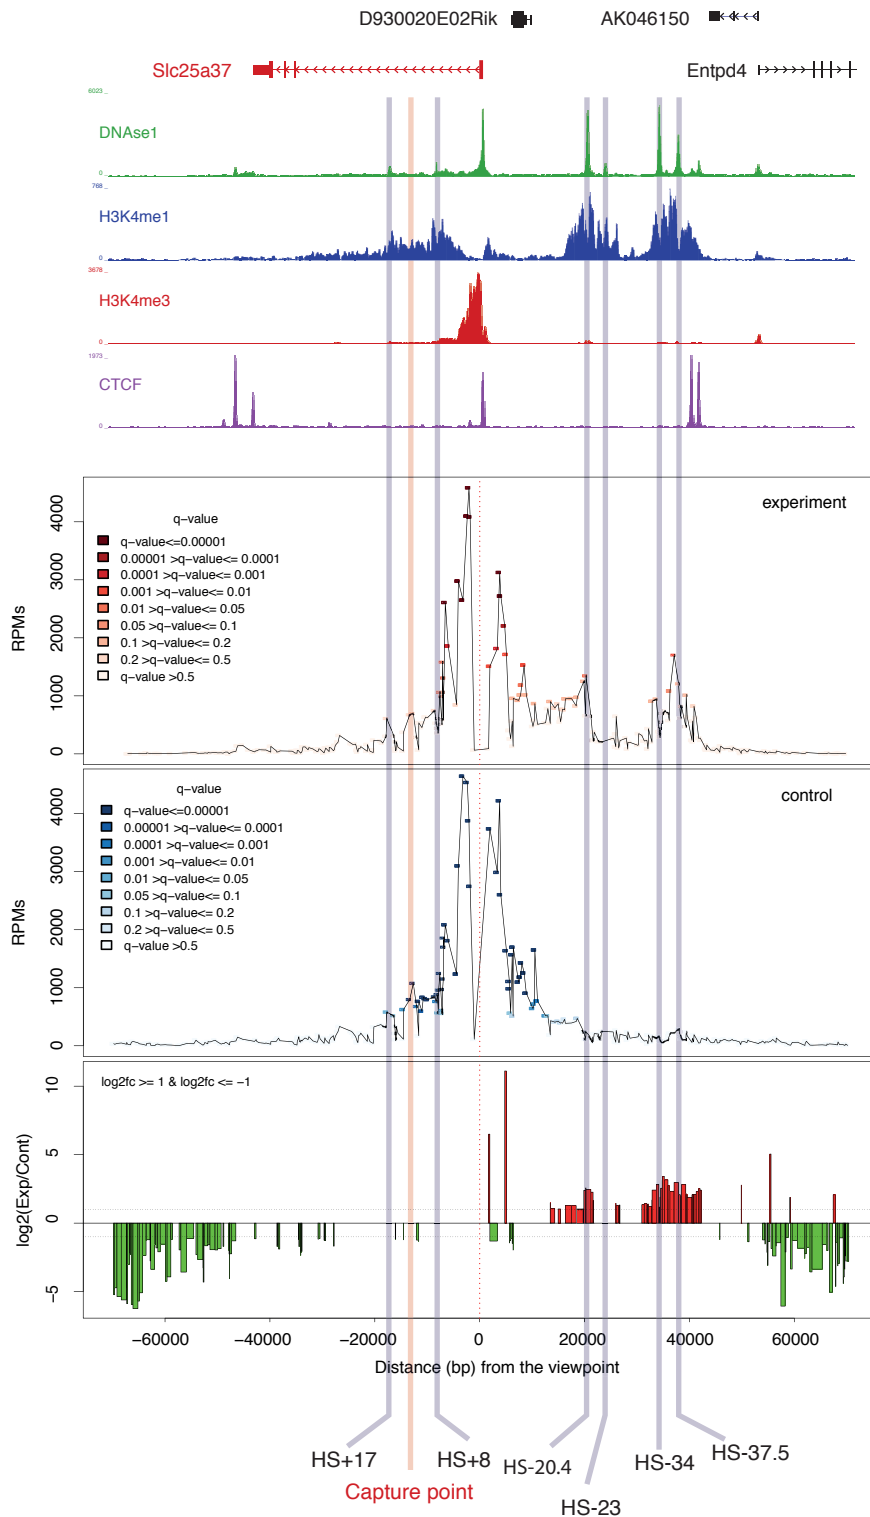 D930020E02Rik AK046150
Slc25a37 Entpd4
6023
DNAse1
0
788
H3K4me1
0
3678
H3K4me3
0
1973
CTCF
0
experiment
q-value
q-value<=0.00001
0.00001 >q-value<= 0.0001
0.0001 >q-value<= 0.001
0.001 >q-value<= 0.01
0.01 >q-value<= 0.05
0.05 >q-value<= 0.1
0.1 >q-value<= 0.2
0.2 >q-value<= 0.5
q-value >0.5
RPMs
4000
3000
2000
1000
0
control
q-value
q-value<=0.00001
0.00001 >q-value<= 0.0001
0.0001 >q-value<= 0.001
0.001 >q-value<= 0.01
0.01 >q-value<= 0.05
0.05 >q-value<= 0.1
0.1 >q-value<= 0.2
0.2 >q-value<= 0.5
q-value >0.5
RPMs
4000
3000
2000
1000
0
log2fc >= 1 & log2fc <= -1
log2(Exp/Cont)
10
5
0
-5
-60000 -40000 -20000 0 20000 40000 60000
Distance (bp) from the viewpoint
HS+17 HS+8 HS-20.4 HS-34 HS-37.5
Capture point
HS-23